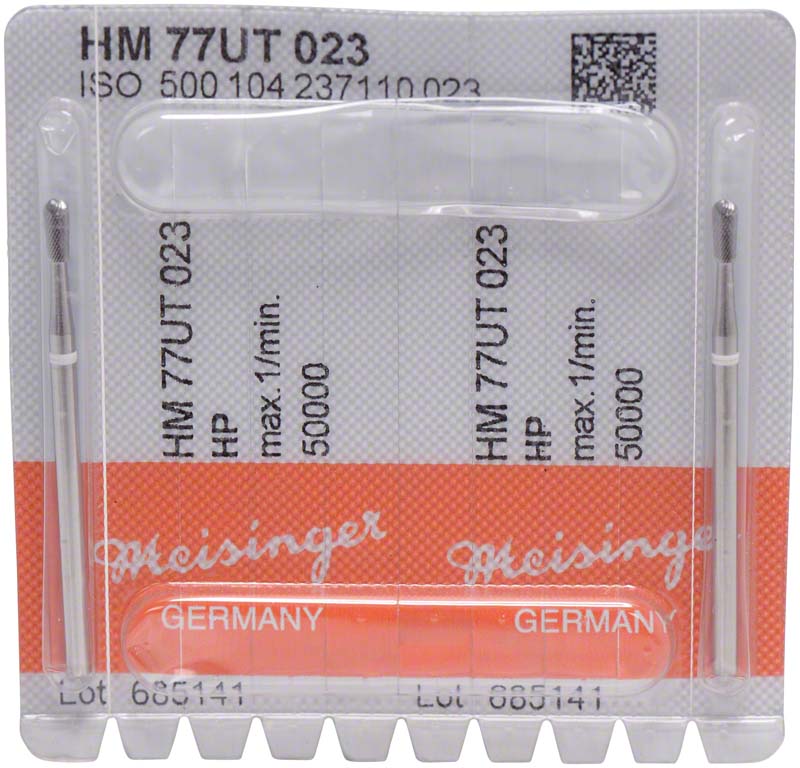 HM 77UT 023
ISO 500 104 237110 023
HM 77UT 023
HP
max.1/min.
50000
HM 77UT 023
HP
max.1/min.
50000
Meisinger
Meisinger
GERMANY
GERMANY
Lot 685141
Lot 685141